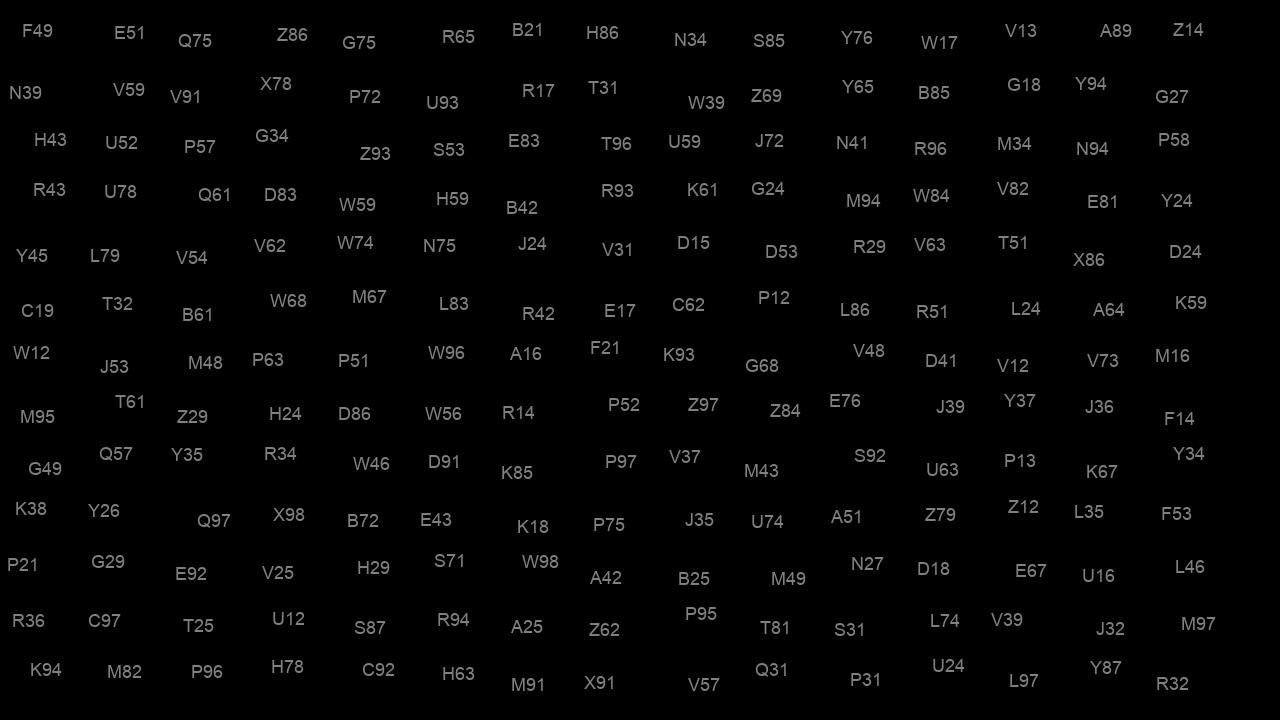 F49 E51 Q75 Z86 G75 R65 B21 H86 N34 S85 Y76 W17 V13 A89 Z14
N39 V59 V91 X78 P72 U93 R17 T31 W39 Z69 Y65 B85 G18 Y94 G27
H43 U52 P57 G34 Z93 S53 E83 T96 U59 J72 N41 R96 M34 N94 P58
R43 U78 Q61 D83 W59 H59 B42 R93 K61 G24 M94 W84 V82 E81 Y24
Y45 L79 V54 V62 W74 N75 J24 V31 D15 D53 R29 V63 T51 X86 D24
C19 T32 B61 W68 M67 L83 R42 E17 C62 P12 L86 R51 L24 A64 K59
W12 J53 M48 P63 P51 W96 A16 F21 K93 G68 V48 D41 V12 V73 M16
M95 T61 Z29 H24 D86 W56 R14 P52 Z97 Z84 E76 J39 Y37 J36 F14
G49 Q57 Y35 R34 W46 D91 K85 P97 V37 M43 S92 U63 P13 K67 Y34
K38 Y26 Q97 X98 B72 E43 K18 P75 J35 U74 A51 Z79 Z12 L35 F53
P21 G29 E92 V25 H29 S71 W98 A42 B25 M49 N27 D18 E67 U16 L46
R36 C97 T25 U12 S87 R94 A25 Z62 P95 T81 S31 L74 V39 J32 M97
K94 M82 P96 H78 C92 H63 M91 X91 V57 Q31 P31 U24 L97 Y87 R32